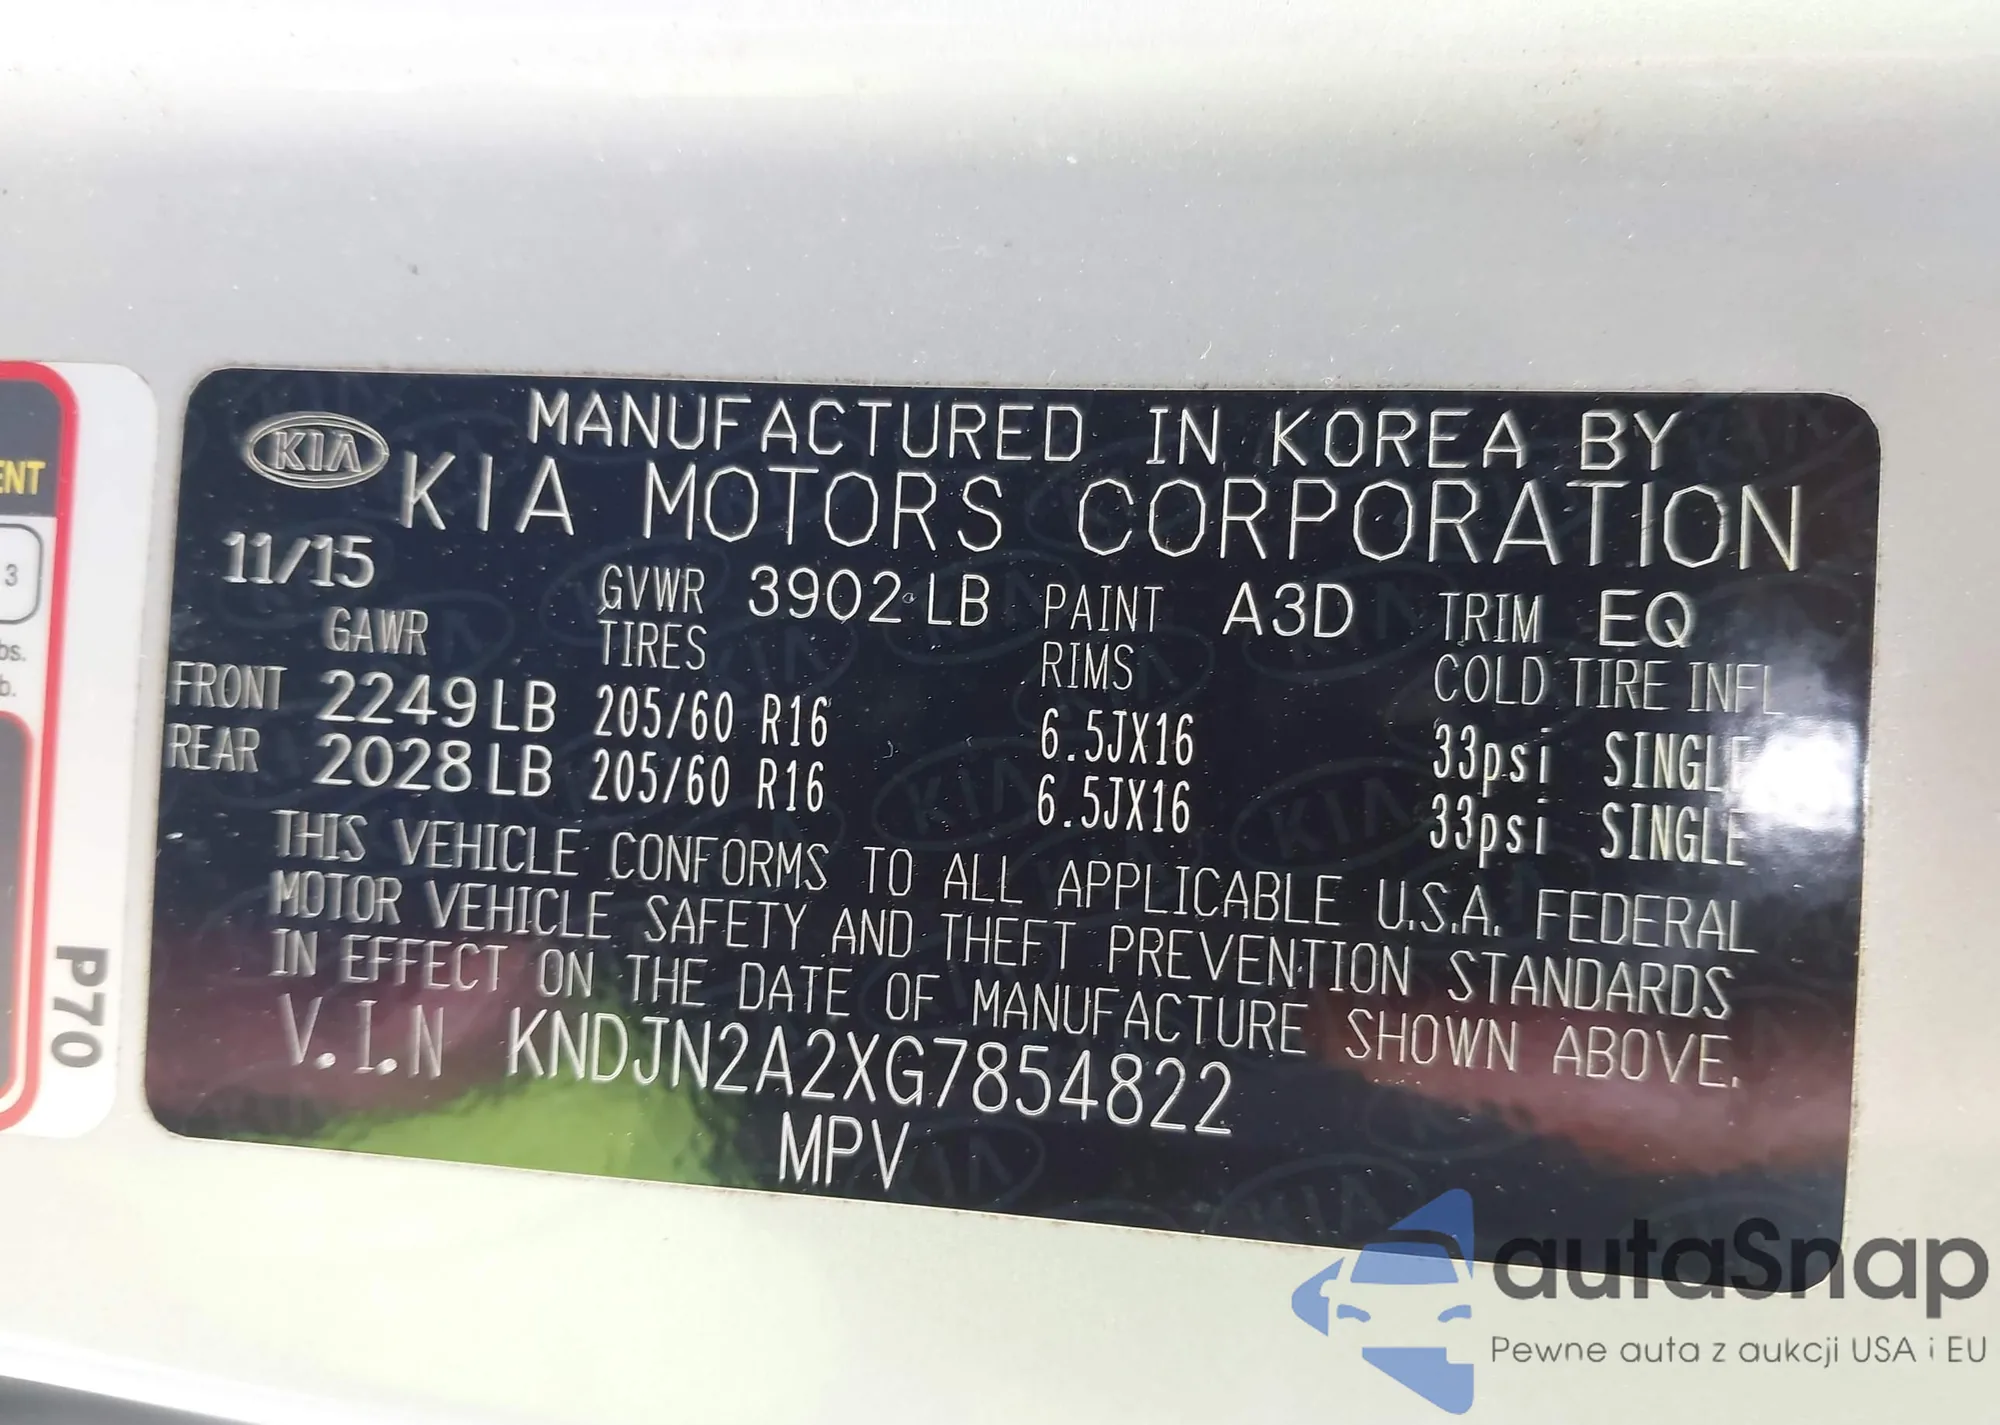 KIA
MANUFACTURED IN KOREA BY
KIA MOTORS CORPORATION
11/15 GVWR 3902 LB PAINT A3D TRIM EQ
GAWR TIRES RIMS COLD TIRE INFL
FRONT 2249 LB 205/60 R16 6.5JX16 33psi SINGLE
REAR 2028 LB 205/60 R16 6.5JX16 33psi SINGLE
THIS VEHICLE CONFORMS TO ALL APPLICABLE U.S.A. FEDERAL
MOTOR VEHICLE SAFETY AND THEFT PREVENTION STANDARDS
IN EFFECT ON THE DATE OF MANUFACTURE SHOWN ABOVE.
V.I.N KNDJN2A2XG7854822
MPV
ENT
3
bs.
b.
P70
autaSnap
Pewne auta z aukcji USA i EU